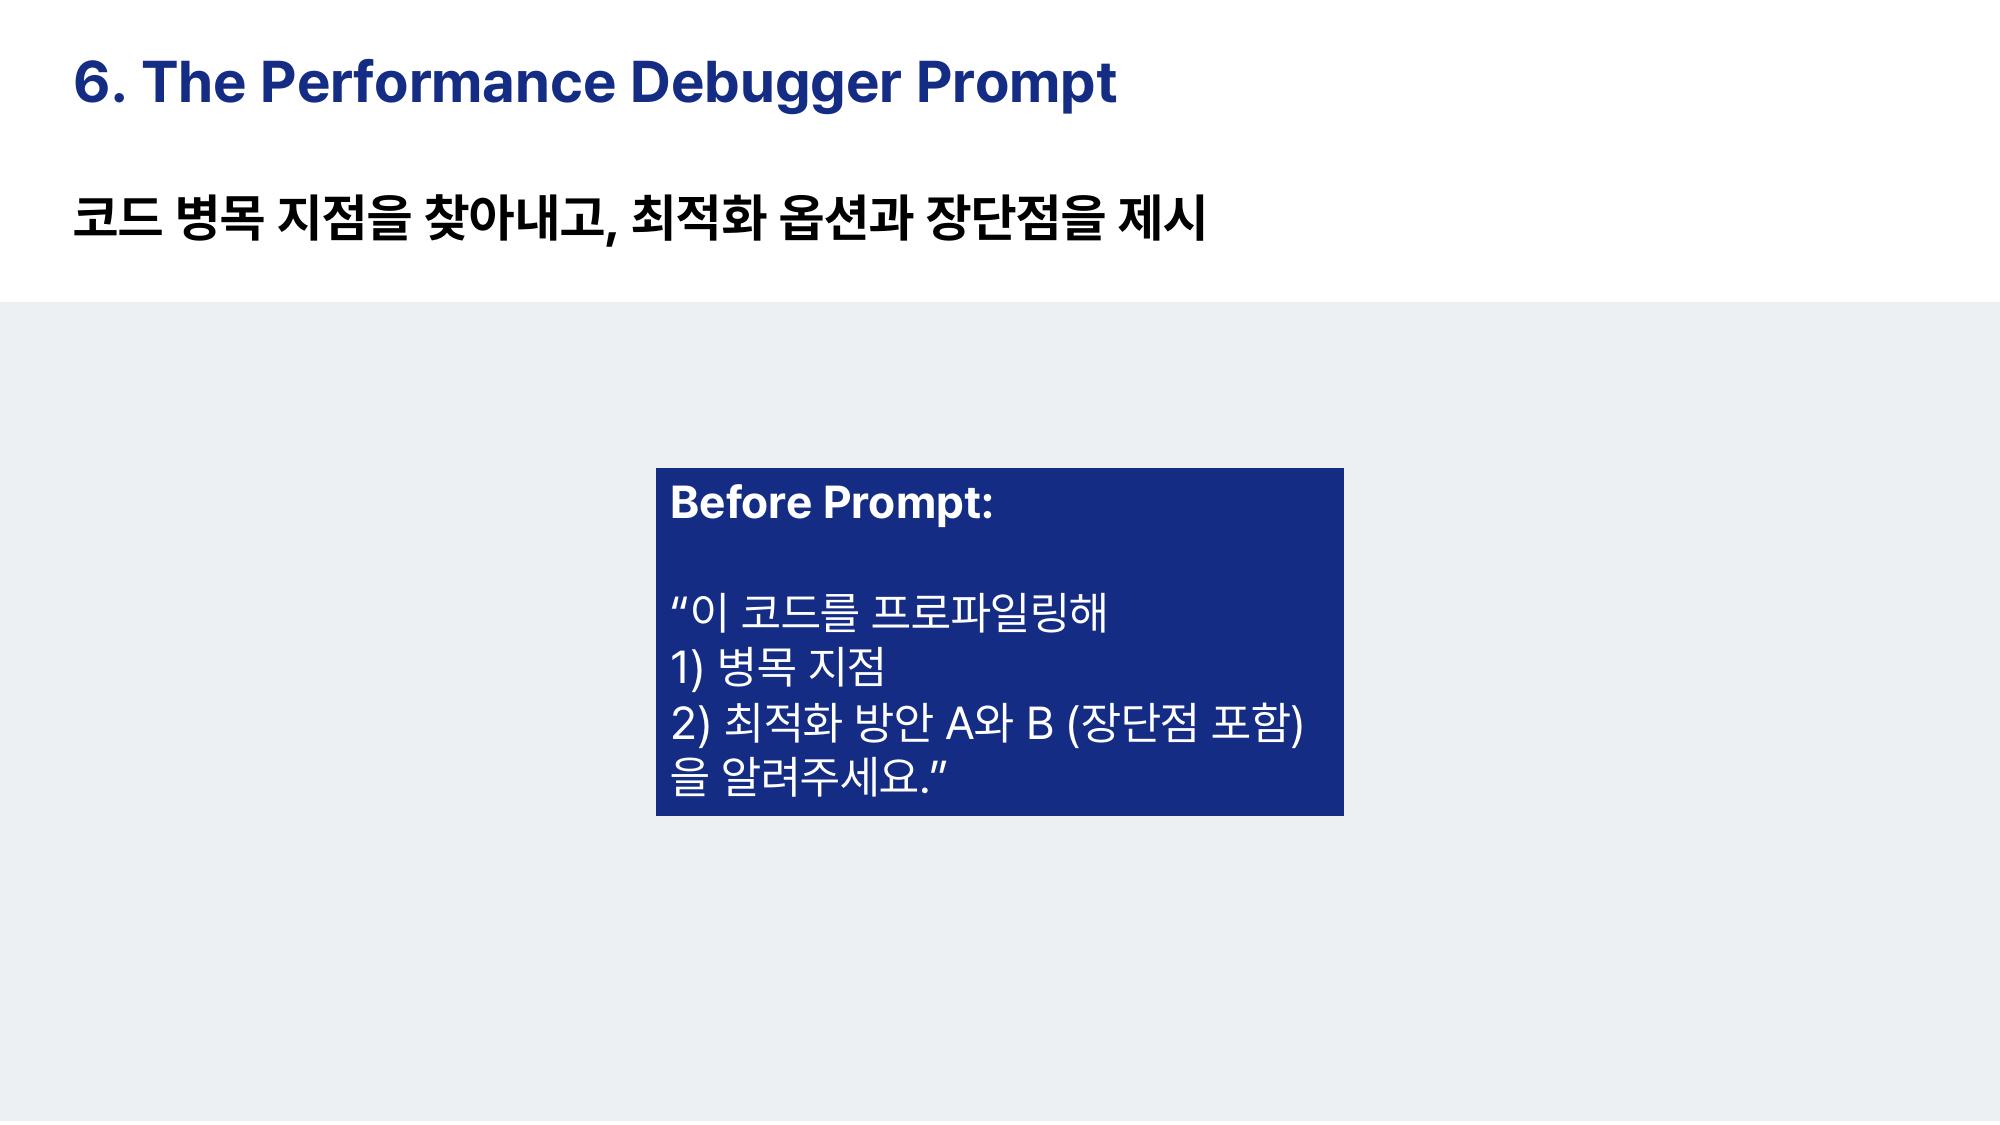 6. The Performance Debugger Prompt
코드 병목 지점을 찾아내고, 최적화 옵션과 장단점을 제시
Before Prompt:
“이 코드를 프로파일링해
1) 병목 지점
2) 최적화 방안 A와 B (장단점 포함)
을 알려주세요.”